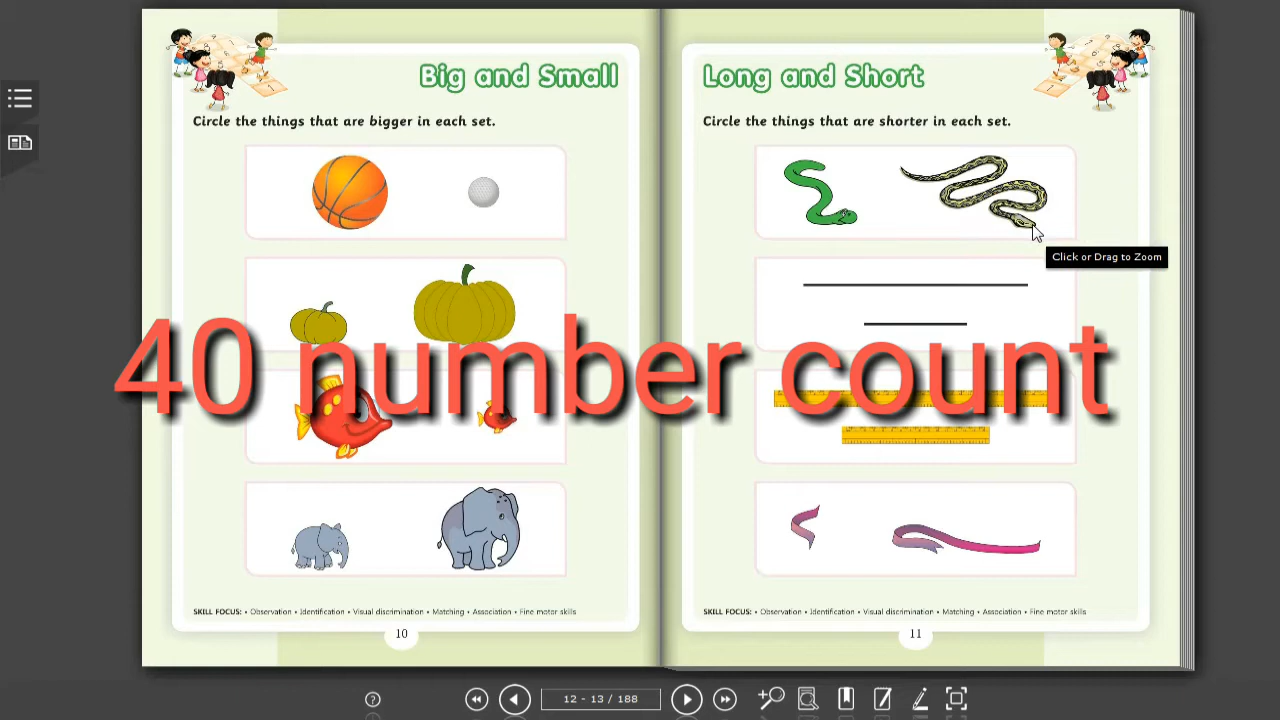 Big and Small
Circle the things that are bigger in each set.
SKILL FOCUS: • Observation • Identification • Visual discrimination • Matching • Association • Fine motor skills
10
Long and Short
Circle the things that are shorter in each set.
Click or Drag to Zoom
SKILL FOCUS: • Observation • Identification • Visual discrimination • Matching • Association • Fine motor skills
11
40 number count
12 - 13 / 188